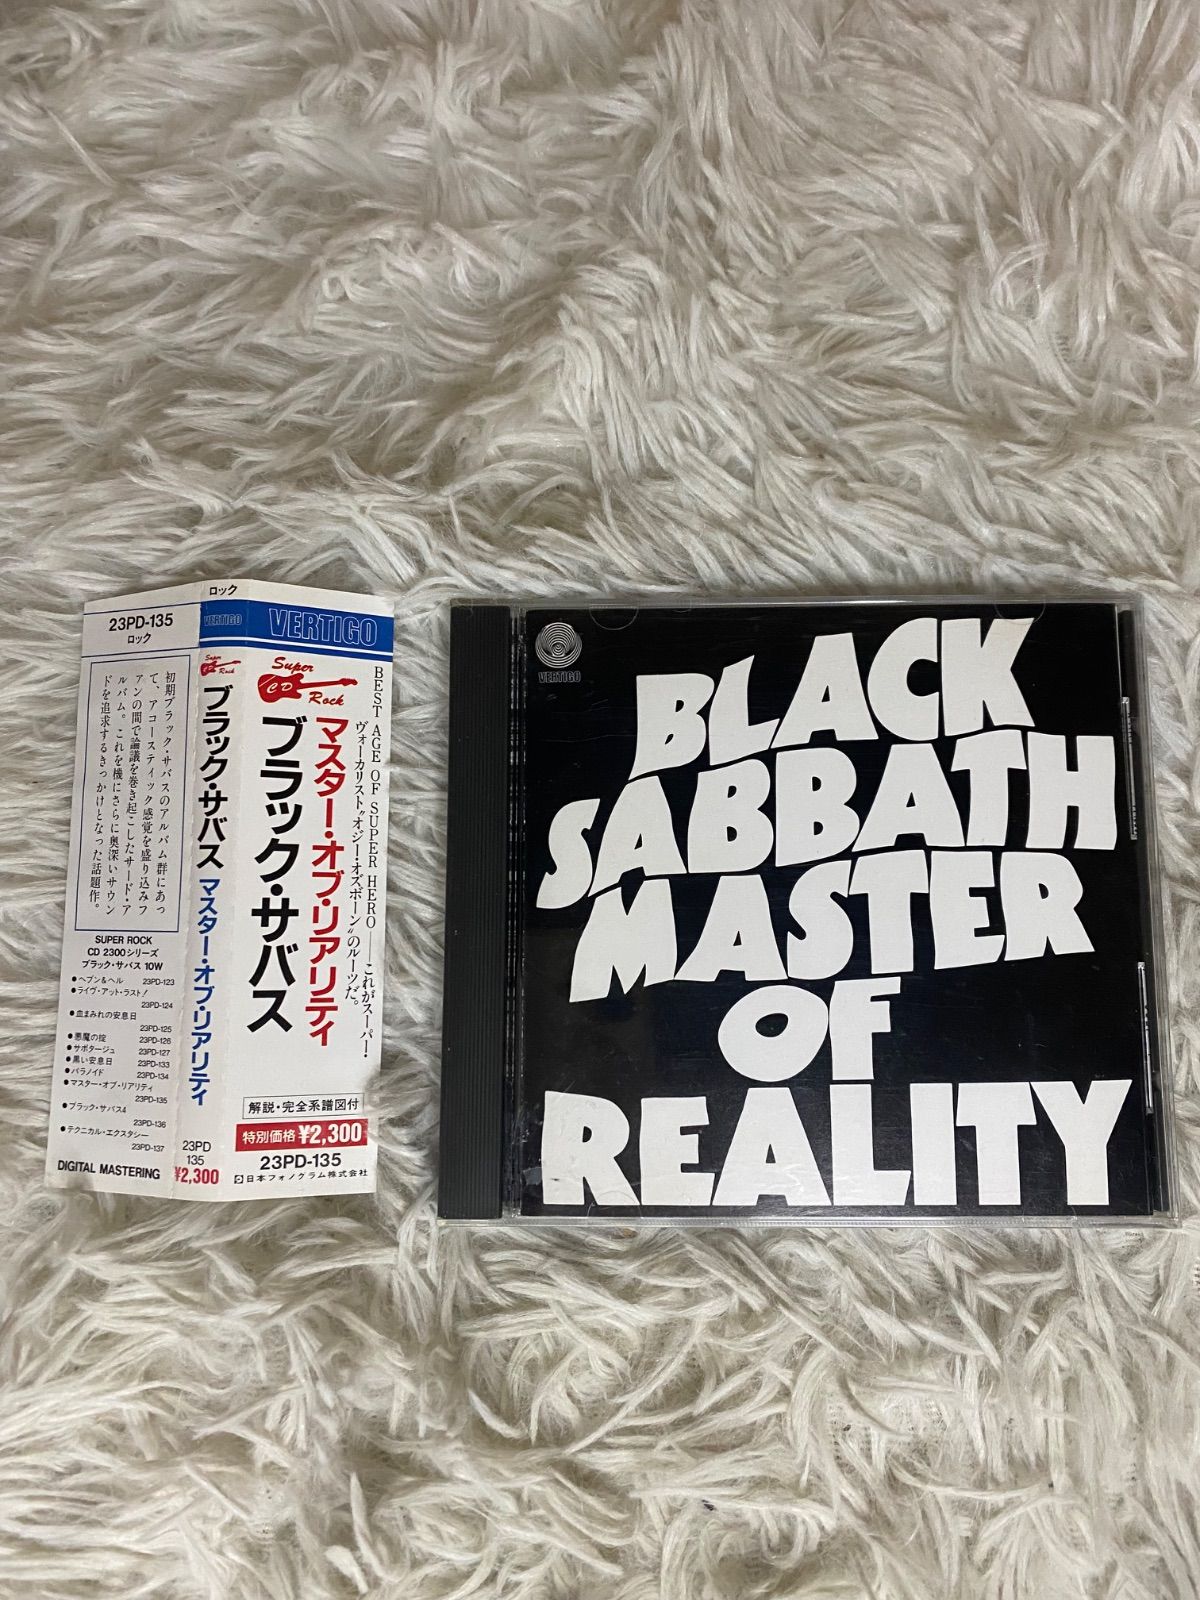 23PD-135
ロック
初期ブラック・サバスのアルバム群にあっ
て、アコースティック感覚を盛り込みフ
ァンの間で論議を巻き起こしたサード・ア
ルバム。これを機にさらに奥深いサウン
ドを追求するきっかけとなった話題作。
SUPER ROCK
CD 2300シリーズ
ブラック・サバス 10W
●ヘブン&ヘル 23PD-123
●ライヴ・アット・ラスト!
23PD-124
●血まみれの安息日
23PD-125
●悪魔の掟 23PD-126
●サボタージュ 23PD-127
●黒い安息日 23PD-133
●パラノイド 23PD-134
●マスター・オブ・リアリティ
23PD-135
●ブラック・サバス4
23PD-136
●テクニカル・エクスタシー
23PD-137
DIGITAL MASTERING
ロック
VERTIGO
Super
CD
Rock
ブラック・サバス マスター・オブ・リアリティ
23PD
135
¥2,300
VERTIGO
Super
CD
Rock
BEST AGE OF SUPER HERO——これがスーパー・
ヴォーカリスト"オジー・オズボーン"のルーツだ。
マスター・オブ・リアリティ
ブラック・サバス
解説・完全系譜図付
特別価格 ¥2,300
23PD-135
日本フォノグラム株式会社
VERTIGO
BLACK
SABBATH
MASTER
OF
REALITY